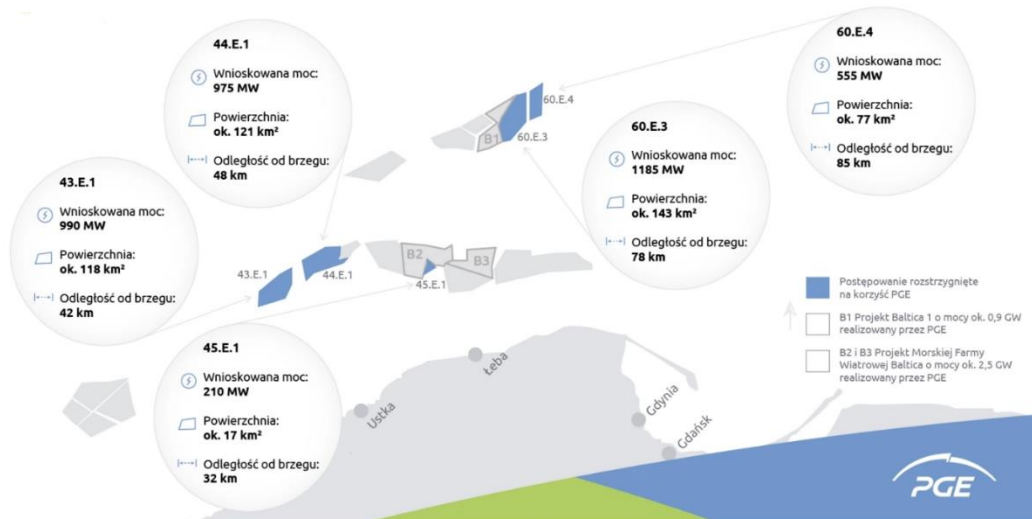 44.E.1
Wnioskowana moc:
975 MW
Powierzchnia:
ok. 121 km²
Odległość od brzegu:
48 km
60.E.4
Wnioskowana moc:
555 MW
Powierzchnia:
ok. 77 km²
Odległość od brzegu:
85 km
60.E.3
Wnioskowana moc:
1185 MW
Powierzchnia:
ok. 143 km²
Odległość od brzegu:
78 km
43.E.1
Wnioskowana moc:
990 MW
Powierzchnia:
ok. 118 km²
Odległość od brzegu:
42 km
45.E.1
Wnioskowana moc:
210 MW
Powierzchnia:
ok. 17 km²
Odległość od brzegu:
32 km
60.E.4
60.E.3
B1
43.E.1
44.E.1
B2
B3
45.E.1
Łeba
Ustka
Gdynia
Gdańsk
Postępowanie rozstrzygnięte
na korzyść PGE
B1 Projekt Baltica 1 o mocy ok. 0,9 GW
realizowany przez PGE
B2 i B3 Projekt Morskiej Farmy
Wiatrowej Baltica o mocy ok. 2,5 GW
realizowany przez PGE
PGE